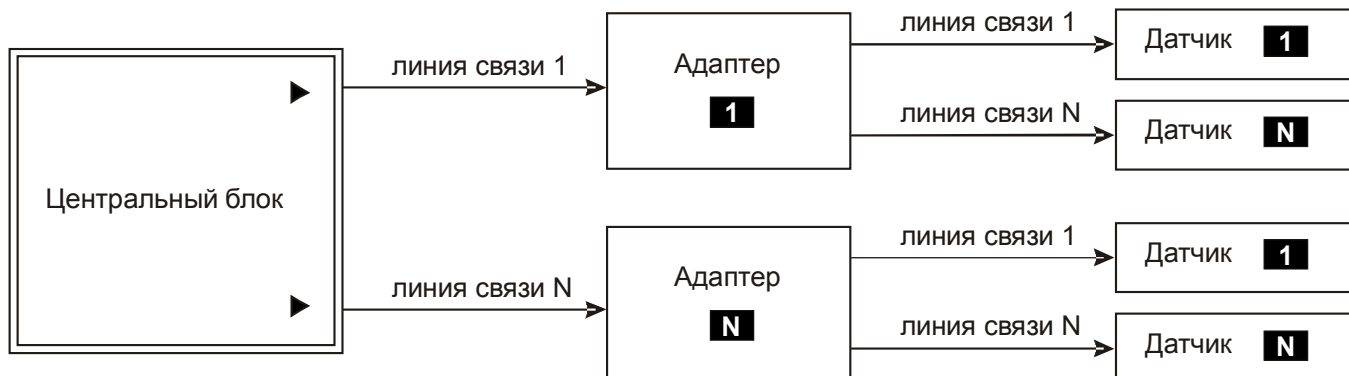 Центральный блок
линия связи 1
линия связи N
Адаптер
1
линия связи 1
линия связи N
Датчик 1
Датчик N
Адаптер
N
линия связи 1
линия связи N
Датчик 1
Датчик N